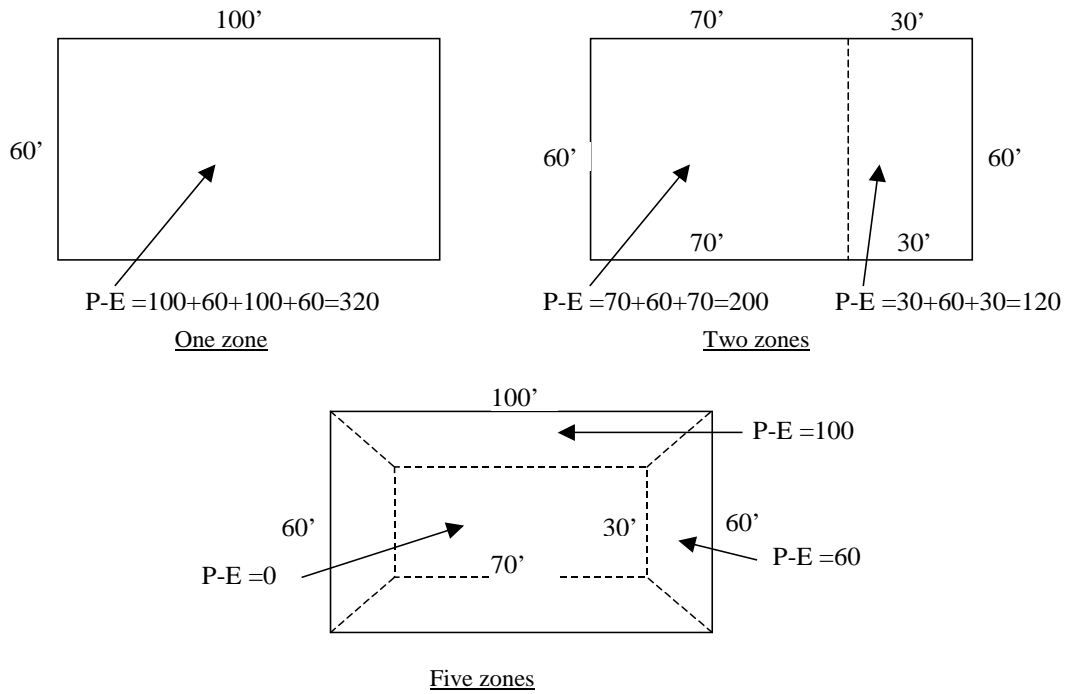 100’
70’ 30’
60’
60’ 60’
70’ 30’
P-E =100+60+100+60=320
P-E =70+60+70=200 P-E =30+60+30=120
One zone
Two zones
100’
P-E =100
60’ 30’ 60’
P-E =60
70’
P-E =0
Five zones